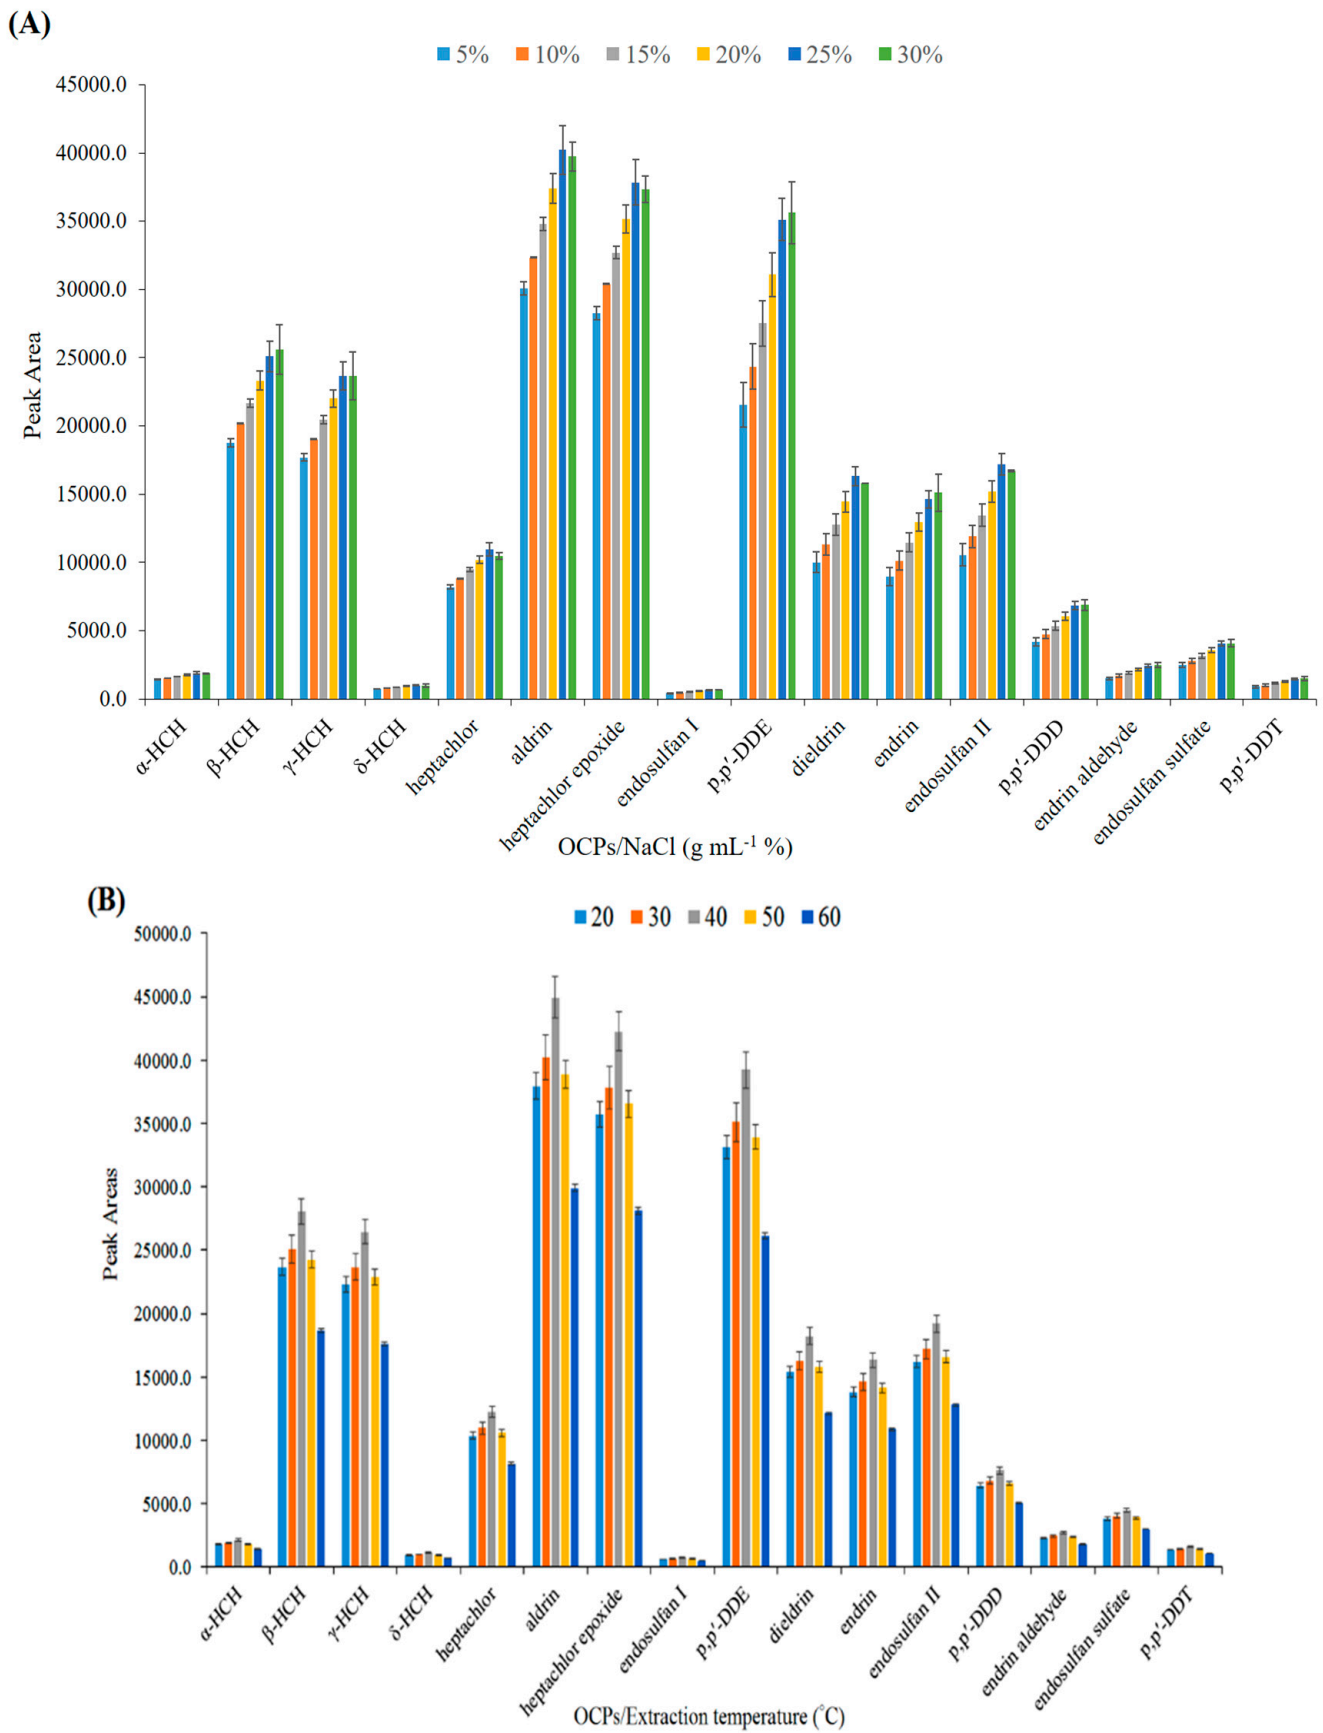 (A)
5% 10% 15% 20% 25% 30%
45000.0
40000.0
35000.0
30000.0
25000.0
20000.0
15000.0
10000.0
5000.0
0.0
Peak Area
α-HCH β-HCH γ-HCH δ-HCH heptachlor aldrin heptachlor epoxide endosulfan I p,p'-DDE dieldrin endrin endosulfan II p,p'-DDD endrin aldehyde endosulfan sulfate p,p'-DDT
OCPs/NaCl (g mL⁻¹ %)
(B)
20 30 40 50 60
50000.0
45000.0
40000.0
35000.0
30000.0
25000.0
20000.0
15000.0
10000.0
5000.0
0.0
Peak Areas
α-HCH β-HCH γ-HCH δ-HCH heptachlor aldrin heptachlor epoxide endosulfan I p,p'-DDE dieldrin endrin endosulfan II p,p'-DDD endrin aldehyde endosulfan sulfate p,p'-DDT
OCPs/Extraction temperature (°C)